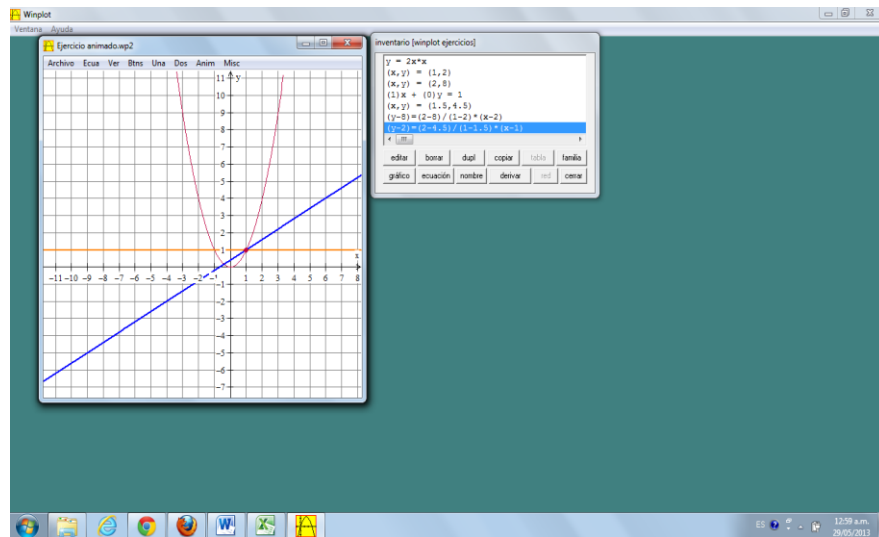 Winplot
Ventana Ayuda
Ejercicio animado.wp2
Archivo Ecua Ver Btns Una Dos Anim Misc
11 y
10
9
8
7
6
5
4
3
2
1
x
-11 -10 -9 -8 -7 -6 -5 -4 -3 -2 -1 1 2 3 4 5 6 7 8
-1
-2
-3
-4
-5
-6
-7
inventario [winplot ejercicios]
y = 2x*x
(x,y) = (1,2)
(x,y) = (2,8)
(1)x + (0)y = 1
(x,y) = (1.5,4.5)
(y-8)=(2-8)/(1-2)*(x-2)
(y-2)=(2-4.5)/(1-1.5)*(x-1)
editar borrar dupl copiar tabla familia
gráfico ecuación nombre derivar red cerrar
ES 12:59 a.m.
29/05/2013